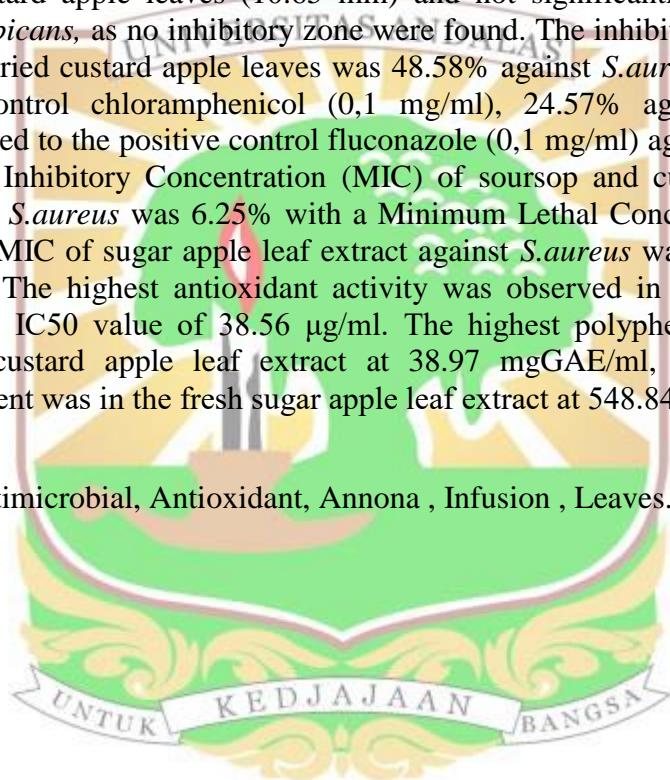 tard apple leaves (10.65 mm) and not significantl
bicans, as no inhibitory zone were found. The inhibit
UNIVERSITAS ANDALAS
ried custard apple leaves was 48.58% against S.aur
ontrol chloramphenicol (0,1 mg/ml), 24.57% ag
ed to the positive control fluconazole (0,1 mg/ml) ag
Inhibitory Concentration (MIC) of soursop and cu
S.aureus was 6.25% with a Minimum Lethal Conc
MIC of sugar apple leaf extract against S.aureus wa
The highest antioxidant activity was observed in
IC50 value of 38.56 μg/ml. The highest polyphe
custard apple leaf extract at 38.97 mgGAE/ml,
ent was in the fresh sugar apple leaf extract at 548.84
timicrobial, Antioxidant, Annona , Infusion , Leaves.
UNTUK KEDJAJAAN BANGSA